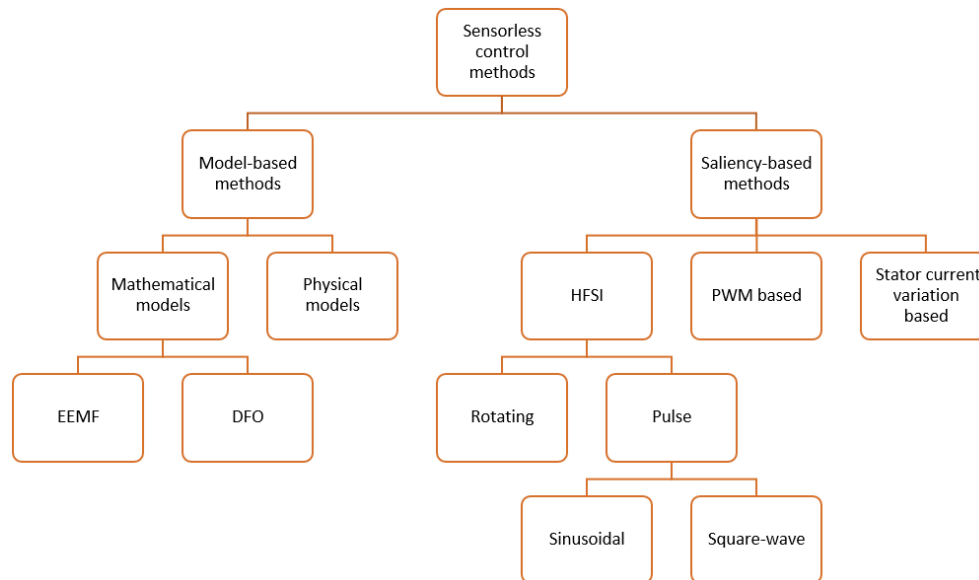 Sensorless
control
methods
Model-based
methods
Saliency-based
methods
Mathematical
models
Physical
models
HFSI
PWM based
Stator current
variation
based
EEMF
DFO
Rotating
Pulse
Sinusoidal
Square-wave